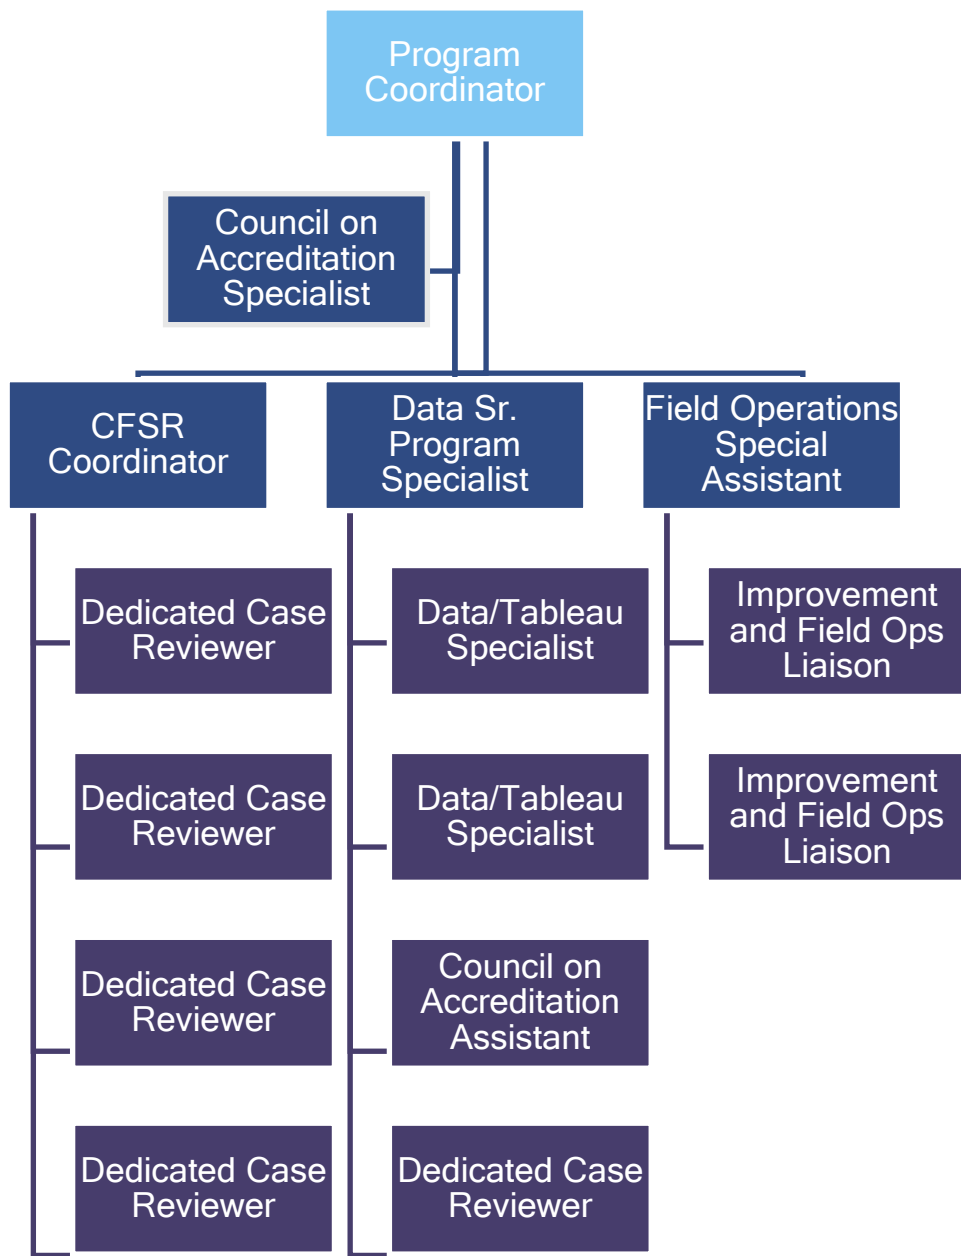 Program
Coordinator
Council on
Accreditation
Specialist
CFSR
Coordinator
Data Sr.
Program
Specialist
Field Operations
Special
Assistant
Dedicated Case
Reviewer
Data/Tableau
Specialist
Improvement
and Field Ops
Liaison
Dedicated Case
Reviewer
Data/Tableau
Specialist
Improvement
and Field Ops
Liaison
Dedicated Case
Reviewer
Council on
Accreditation
Assistant
Dedicated Case
Reviewer
Dedicated Case
Reviewer